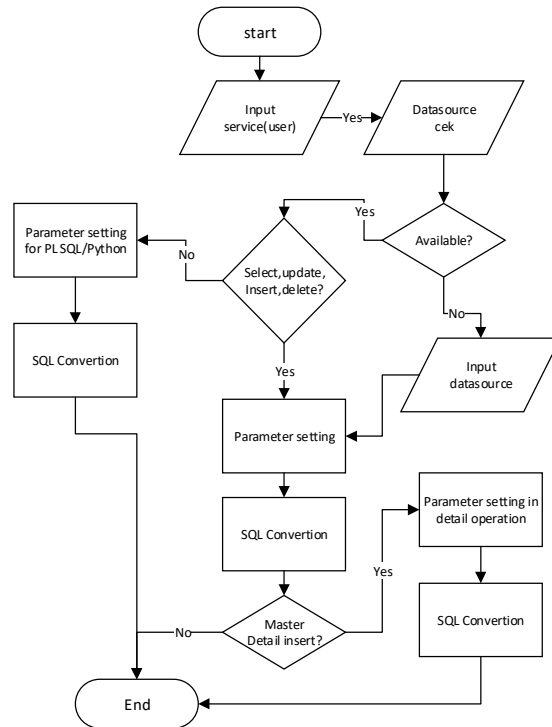 start
Input
service(user)
Yes
Datasource
cek
Yes
Available?
Parameter setting
for PL SQL/Python
No
Select,update,
Insert,delete?
No
SQL Convertion
Yes
Input
datasource
Parameter setting
Parameter setting in
detail operation
SQL Convertion
Yes
SQL Convertion
Master
Detail insert?
No
End